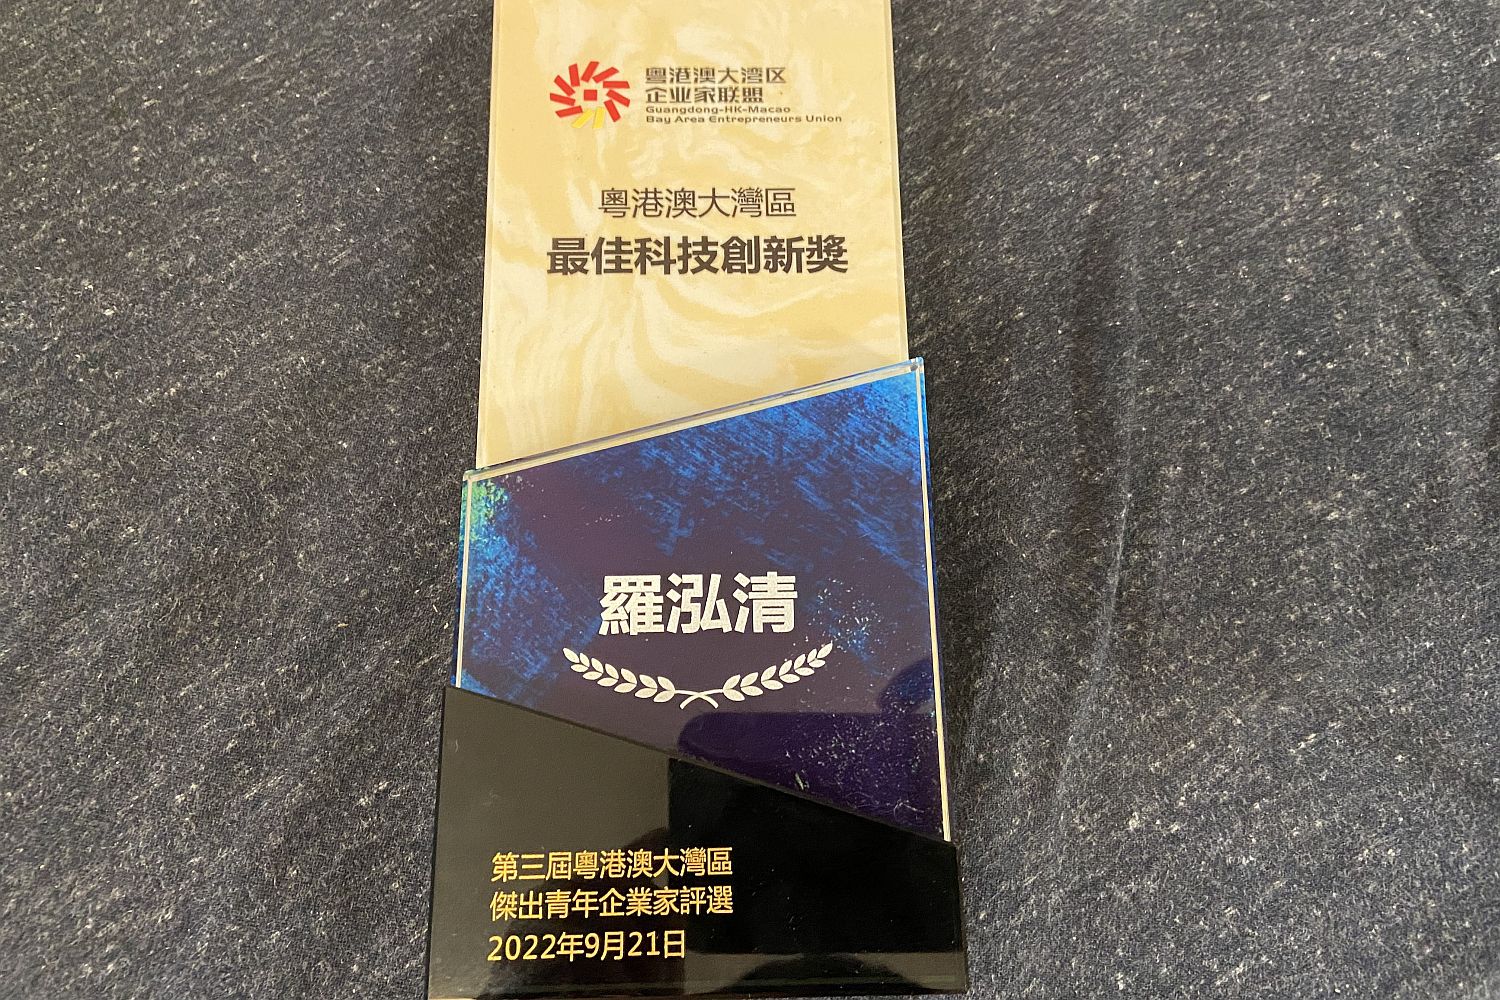 粤港澳大湾区
企业家联盟
Guangdong-HK-Macao
Bay Area Entrepreneurs Union
粵港澳大灣區
最佳科技創新獎
羅泓清
第三屆粵港澳大灣區
傑出青年企業家評選
2022年9月21日